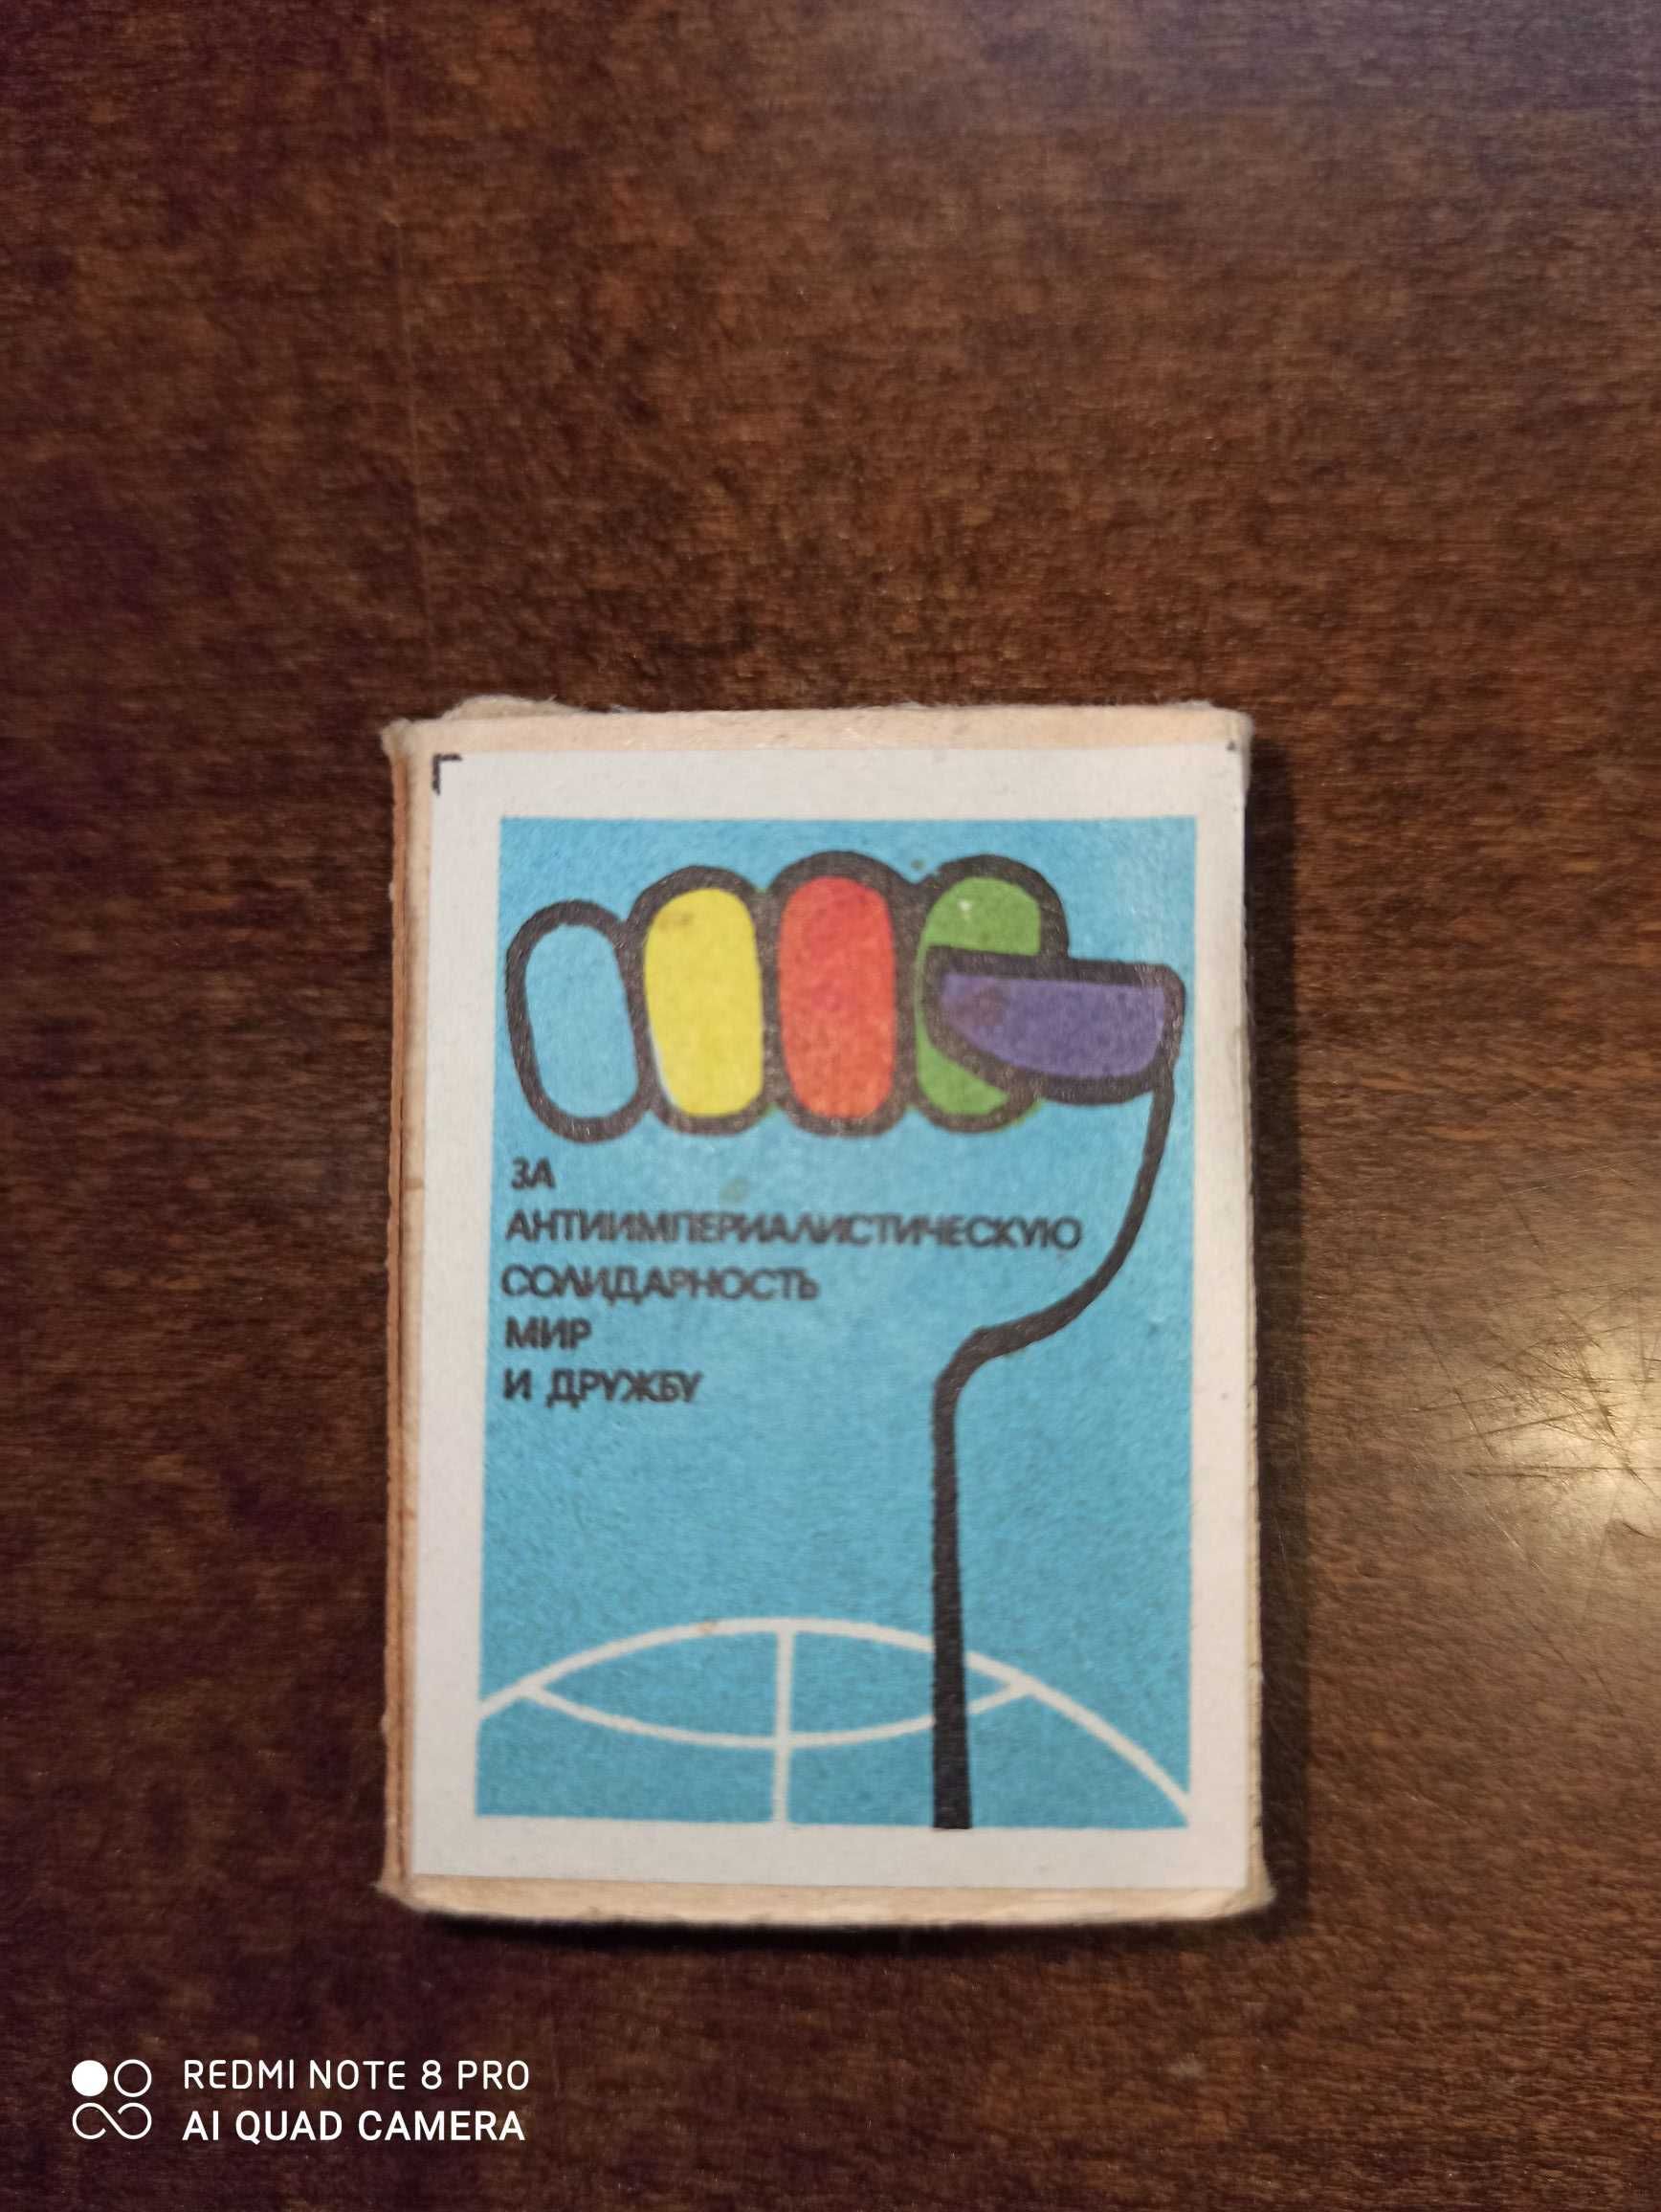 ЗА
АНТИИМПЕРИАЛИСТИЧЕСКУЮ
СОЛИДАРНОСТЬ
МИР
И ДРУЖБУ
REDMI NOTE 8 PRO
AI QUAD CAMERA